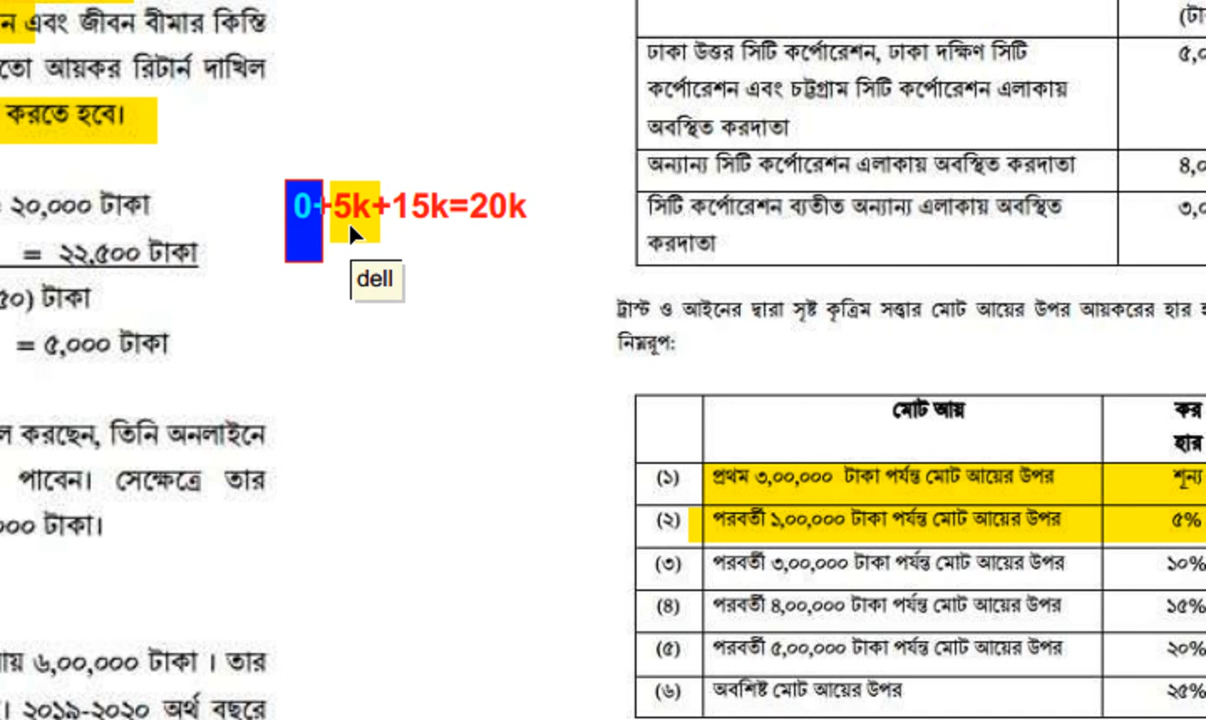 ন এবং জীবন বীমার কিস্তি
তো আয়কর রিটার্ন দাখিল
করতে হবে।
২০,০০০ টাকা
= ২২,৫০০ টাকা
৫০) টাকা
= ৫,০০০ টাকা
0+5k+15k=20k
dell
ল করছেন, তিনি অনলাইনে
পাবেন। সেক্ষেত্রে তার
০০০ টাকা।
৬,০০,০০০ টাকা । তার
২০১৯-২০২০ অর্থ বছরে
ঢাকা উত্তর সিটি কর্পোরেশন, ঢাকা দক্ষিণ সিটি
কর্পোরেশন এবং চট্টগ্রাম সিটি কর্পোরেশন এলাকায়
অবস্থিত করদাতা
অন্যান্য সিটি কর্পোরেশন এলাকায় অবস্থিত করদাতা
সিটি কর্পোরেশন ব্যতীত অন্যান্য এলাকায় অবস্থিত
করদাতা
ট্রাস্ট ও আইনের দ্বারা সৃষ্ট কৃত্রিম সত্ত্বার মোট আয়ের উপর আয়করের হার
নিম্নরূপ:
মোট আয় কর
হার
(১) প্রথম ৩,০০,০০০ টাকা পর্যন্ত মোট আয়ের উপর শূন্য
(২) পরবর্তী ১,০০,০০০ টাকা পর্যন্ত মোট আয়ের উপর ৫%
(৩) পরবর্তী ৩,০০,০০০ টাকা পর্যন্ত মোট আয়ের উপর ১০%
(৪) পরবর্তী ৪,০০,০০০ টাকা পর্যন্ত মোট আয়ের উপর ১৫%
(৫) পরবর্তী ৫,০০,০০০ টাকা পর্যন্ত মোট আয়ের উপর ২০%
(৬) অবশিষ্ট মোট আয়ের উপর ২৫%